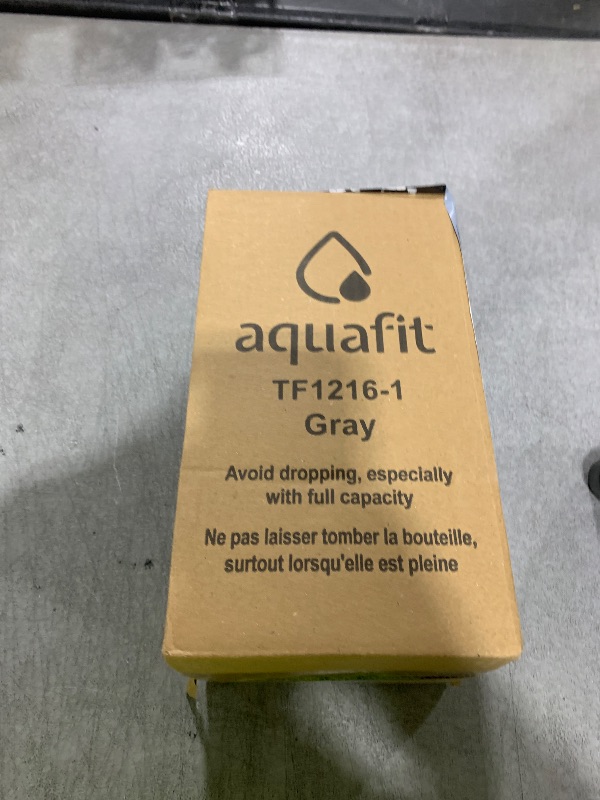 aquafit
TF1216-1
Gray
Avoid dropping, especially
with full capacity
Ne pas laisser tomber la bouteille,
surtout lorsqu'elle est pleine